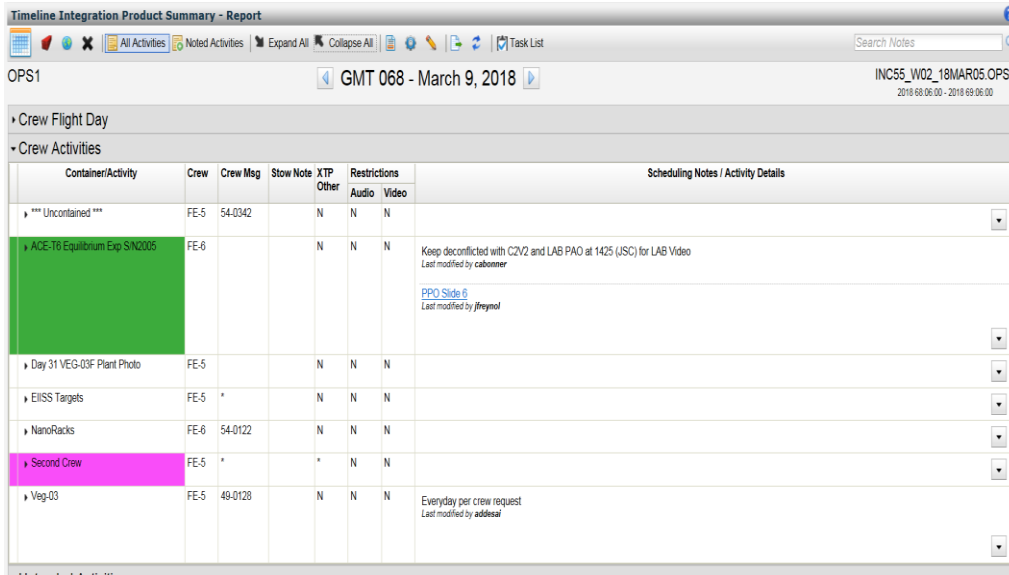 Timeline Integration Product Summary - Report
All Activities Noted Activities Expand All Collapse All Task List Search Notes
OPS1 GMT 068 - March 9, 2018 INC55_W02_18MAR05.OPS
2018 68:06:00 - 2018 69:06:00
Crew Flight Day
Crew Activities
Container/Activity Crew Crew Msg Stow Note XTP Other Restrictions Scheduling Notes / Activity Details
Audio Video
*** Uncontained *** FE-5 54-0342 N N N
ACE-T6 Equilibrium Exp S/N2005 FE-6 N N N Keep deconflicted with C2V2 and LAB PAO at 1425 (JSC) for LAB Video
Last modified by cabonner
PPO Slide 6
Last modified by jfreynol
Day 31 VEG-03F Plant Photo FE-5 N N N
EIISS Targets FE-5 * N N N
NanoRacks FE-6 54-0122 N N N
Second Crew FE-5 * * N N
Veg-03 FE-5 49-0128 N N N Everyday per crew request
Last modified by addesai